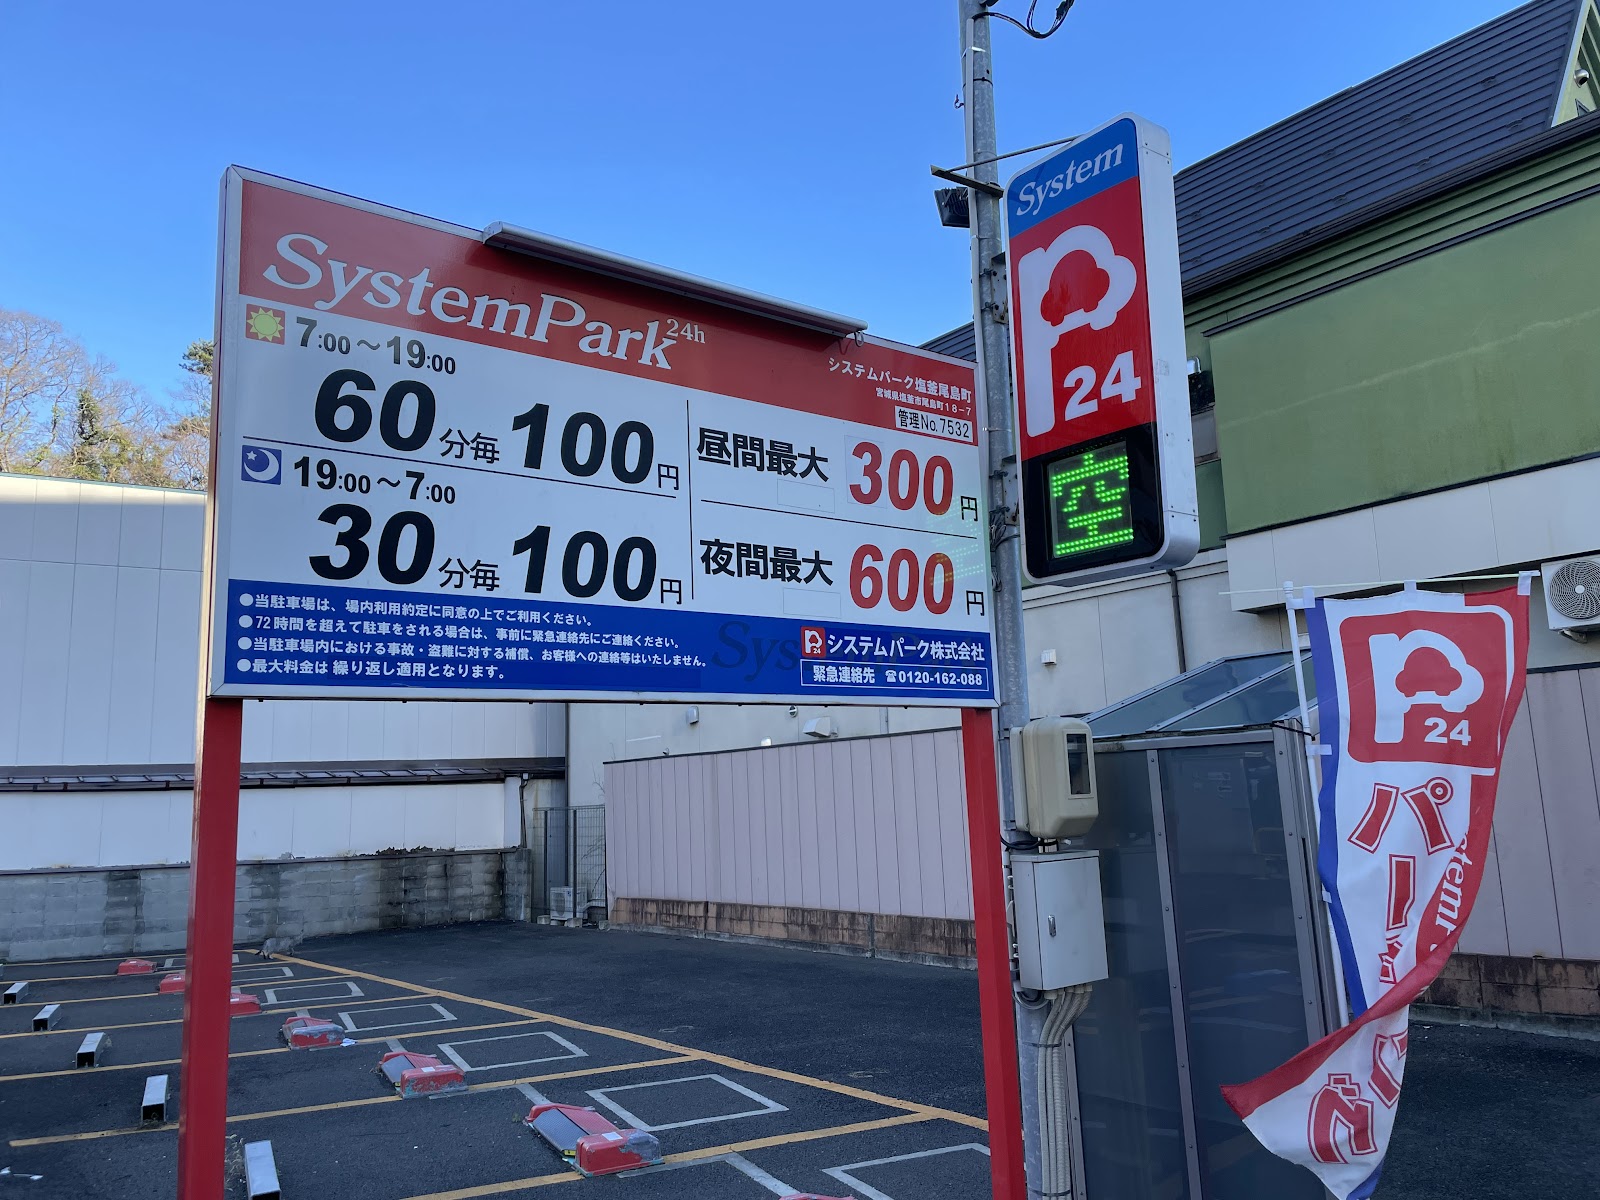 SystemPark 24h
システムパーク塩釜尾島町
宮城県塩釜市尾島町18-7
管理No.7532
7:00～19:00
60分毎 100円
昼間最大 300円
19:00～7:00
30分毎 100円
夜間最大 600円
●当駐車場は、場内利用約定に同意の上でご利用ください。
●72時間を超えて駐車をされる場合は、事前に緊急連絡先にご連絡ください。
●当駐車場内における事故・盗難に対する補償、お客様への連絡等はいたしません。
●最大料金は繰り返し適用となります。
P24
システムパーク株式会社
緊急連絡先 ☎0120-162-088
System
P
24
空
P
24
パーキング